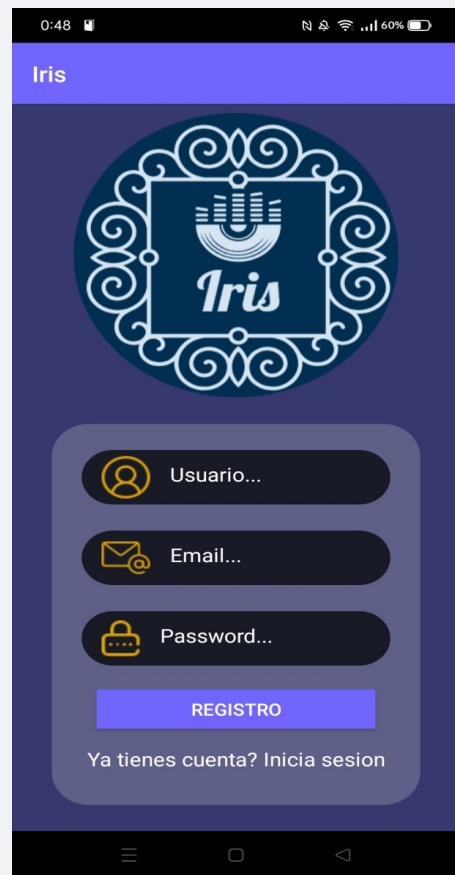 0:48
60%
Iris
Iris
Usuario...
Email...
Password...
REGISTRO
Ya tienes cuenta? Inicia sesion